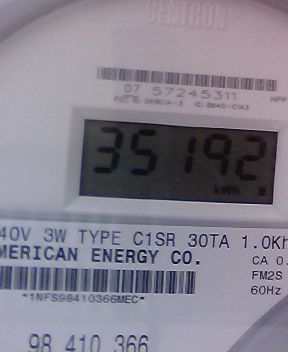 CENTRON
07 57245311
35192
kWh
40V 3W TYPE C1SR 30TA 1.0Kh
MERICAN ENERGY CO.
CA 0.
FM2S
*1NFS98410366MEC*
60Hz
98 410 366